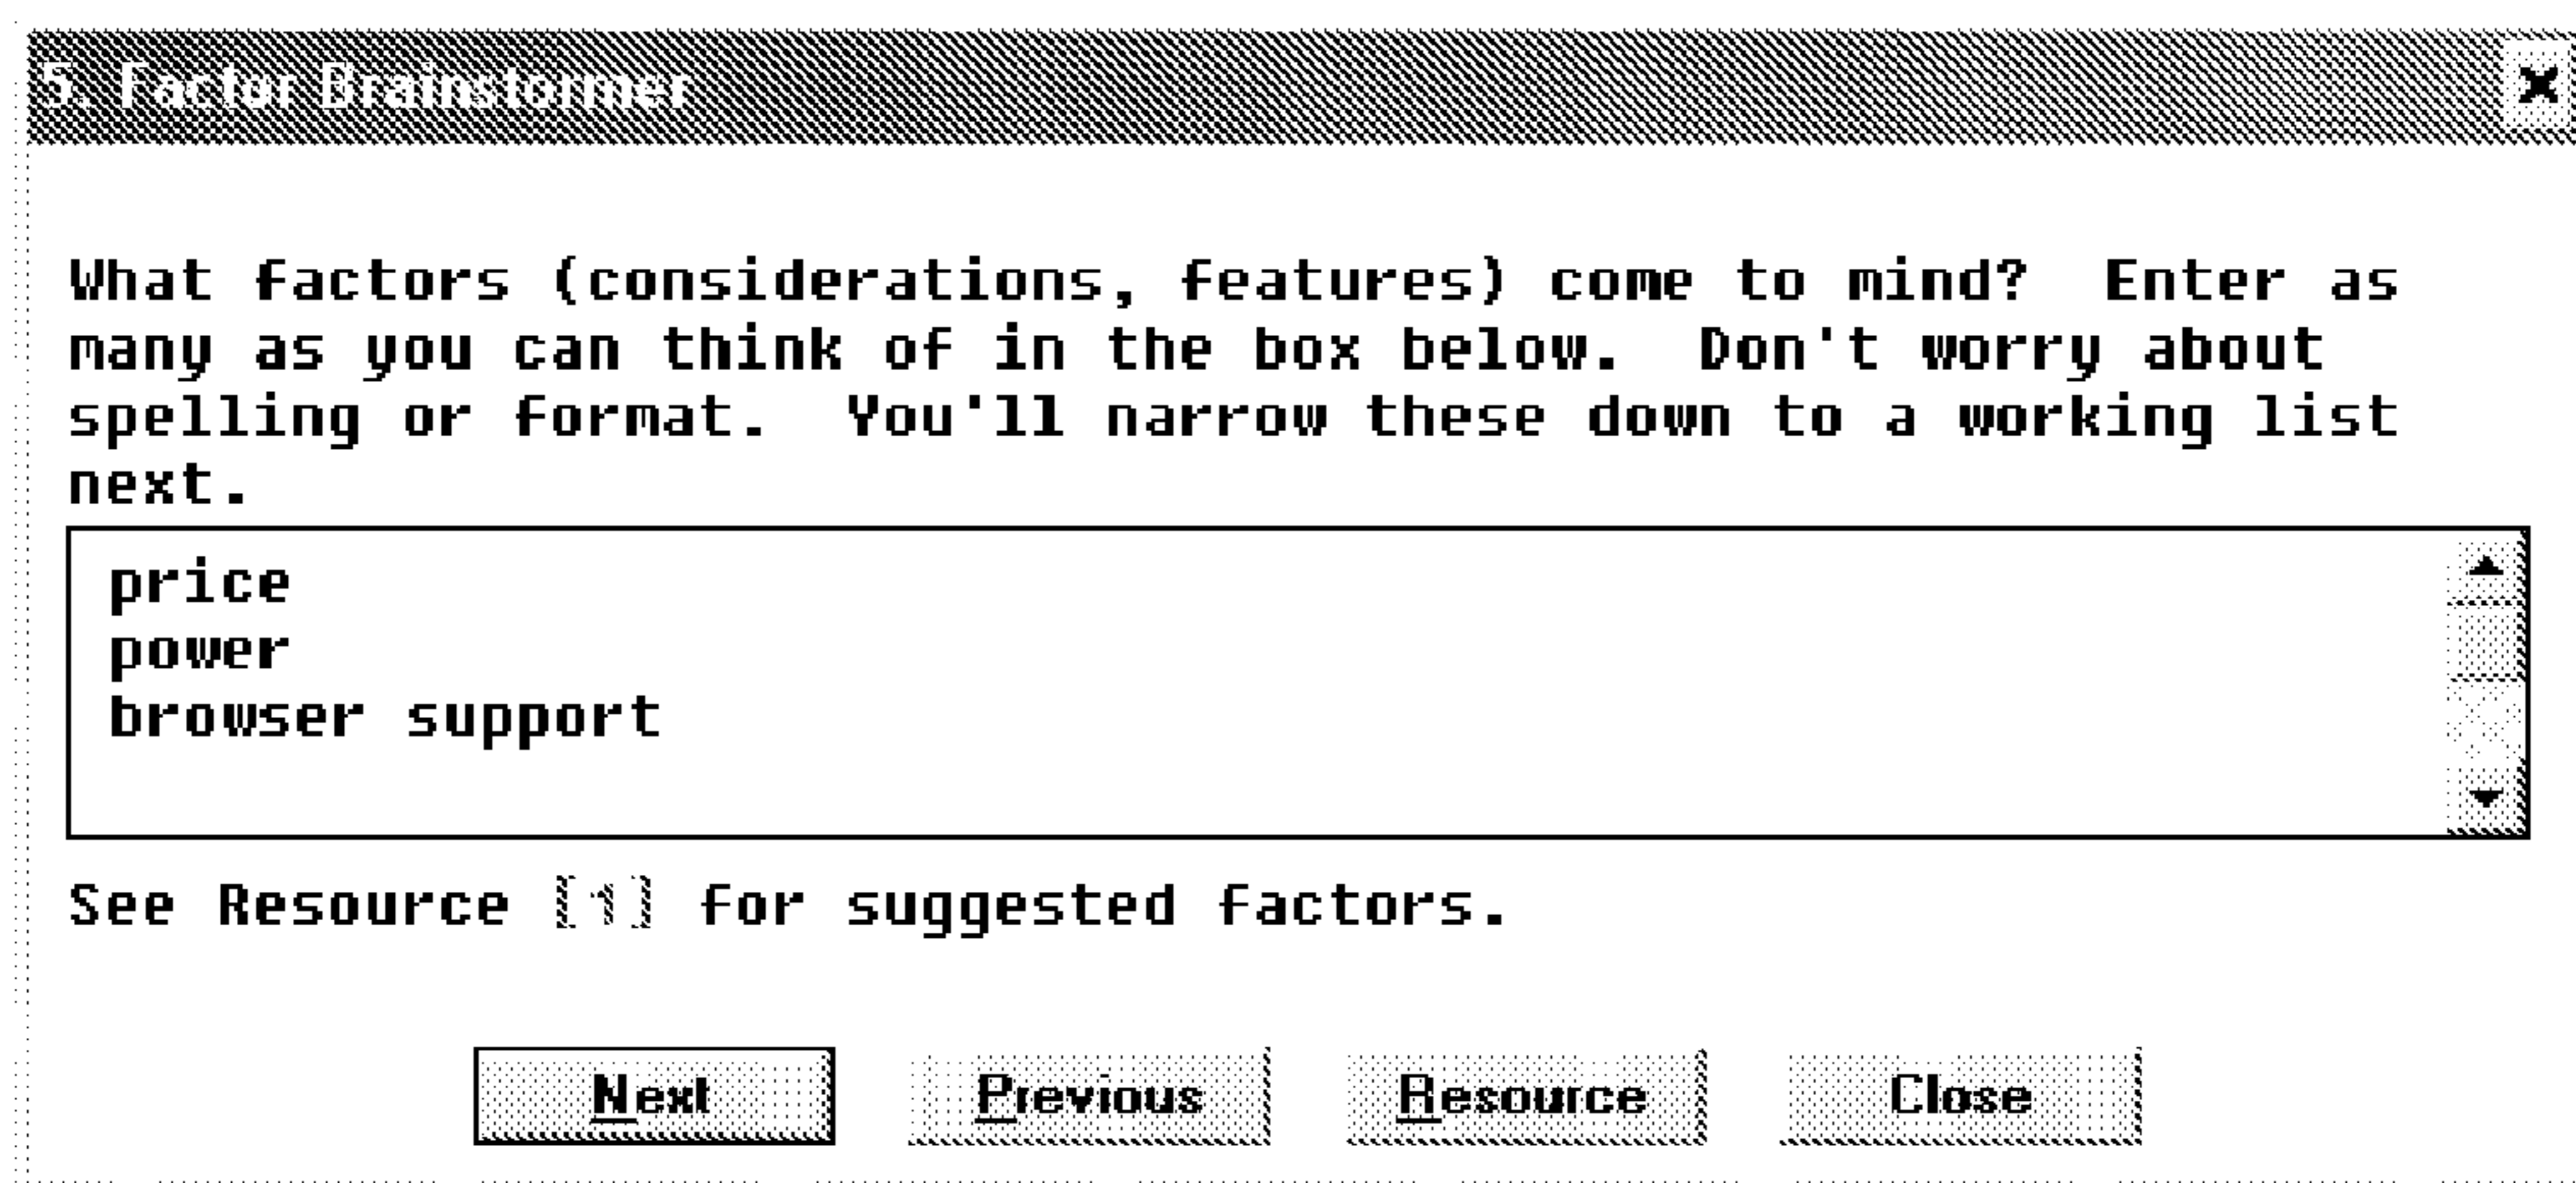 5. Factor Brainstormer
What factors (considerations, features) come to mind?  Enter as
many as you can think of in the box below.  Don't worry about
spelling or format.  You'll narrow these down to a working list
next.
price
power
browser support
See Resource [1] for suggested factors.
Next Previous Resource Close